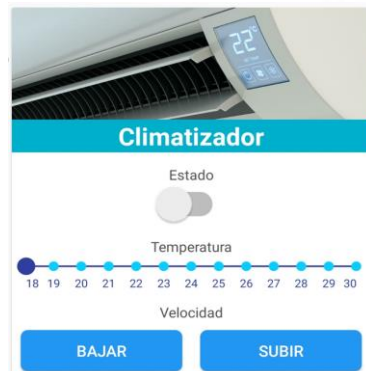 22°C
Climatizador
Estado
Temperatura
18 19 20 21 22 23 24 25 26 27 28 29 30
Velocidad
BAJAR SUBIR